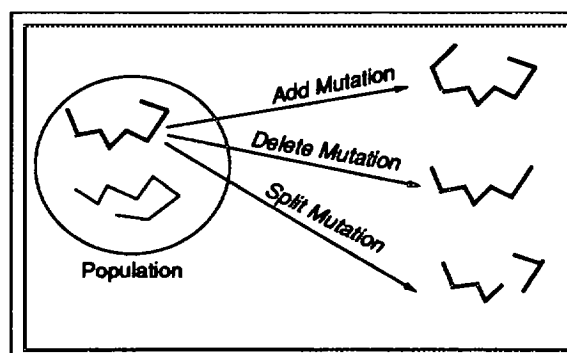 Add Mutation
Delete Mutation
Split Mutation
Population